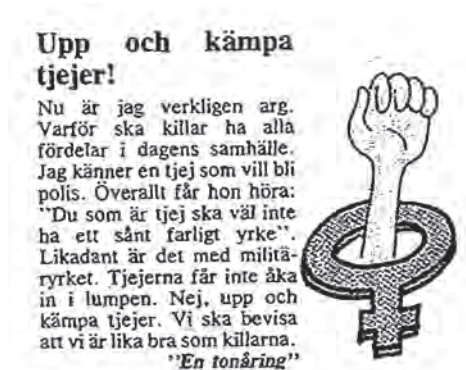 Upp och kämpa
tjejer!
Nu är jag verkligen arg.
Varför ska killar ha alla
fördelar i dagens samhälle.
Jag känner en tjej som vill bli
polis. Överallt får hon höra:
"Du som är tjej ska väl inte
ha ett sånt farligt yrke".
Likadant är det med militä-
ryrket. Tjejerna får inte åka
in i lumpen. Nej, upp och
kämpa tjejer. Vi ska bevisa
att vi är lika bra som killarna.
"En tonåring"